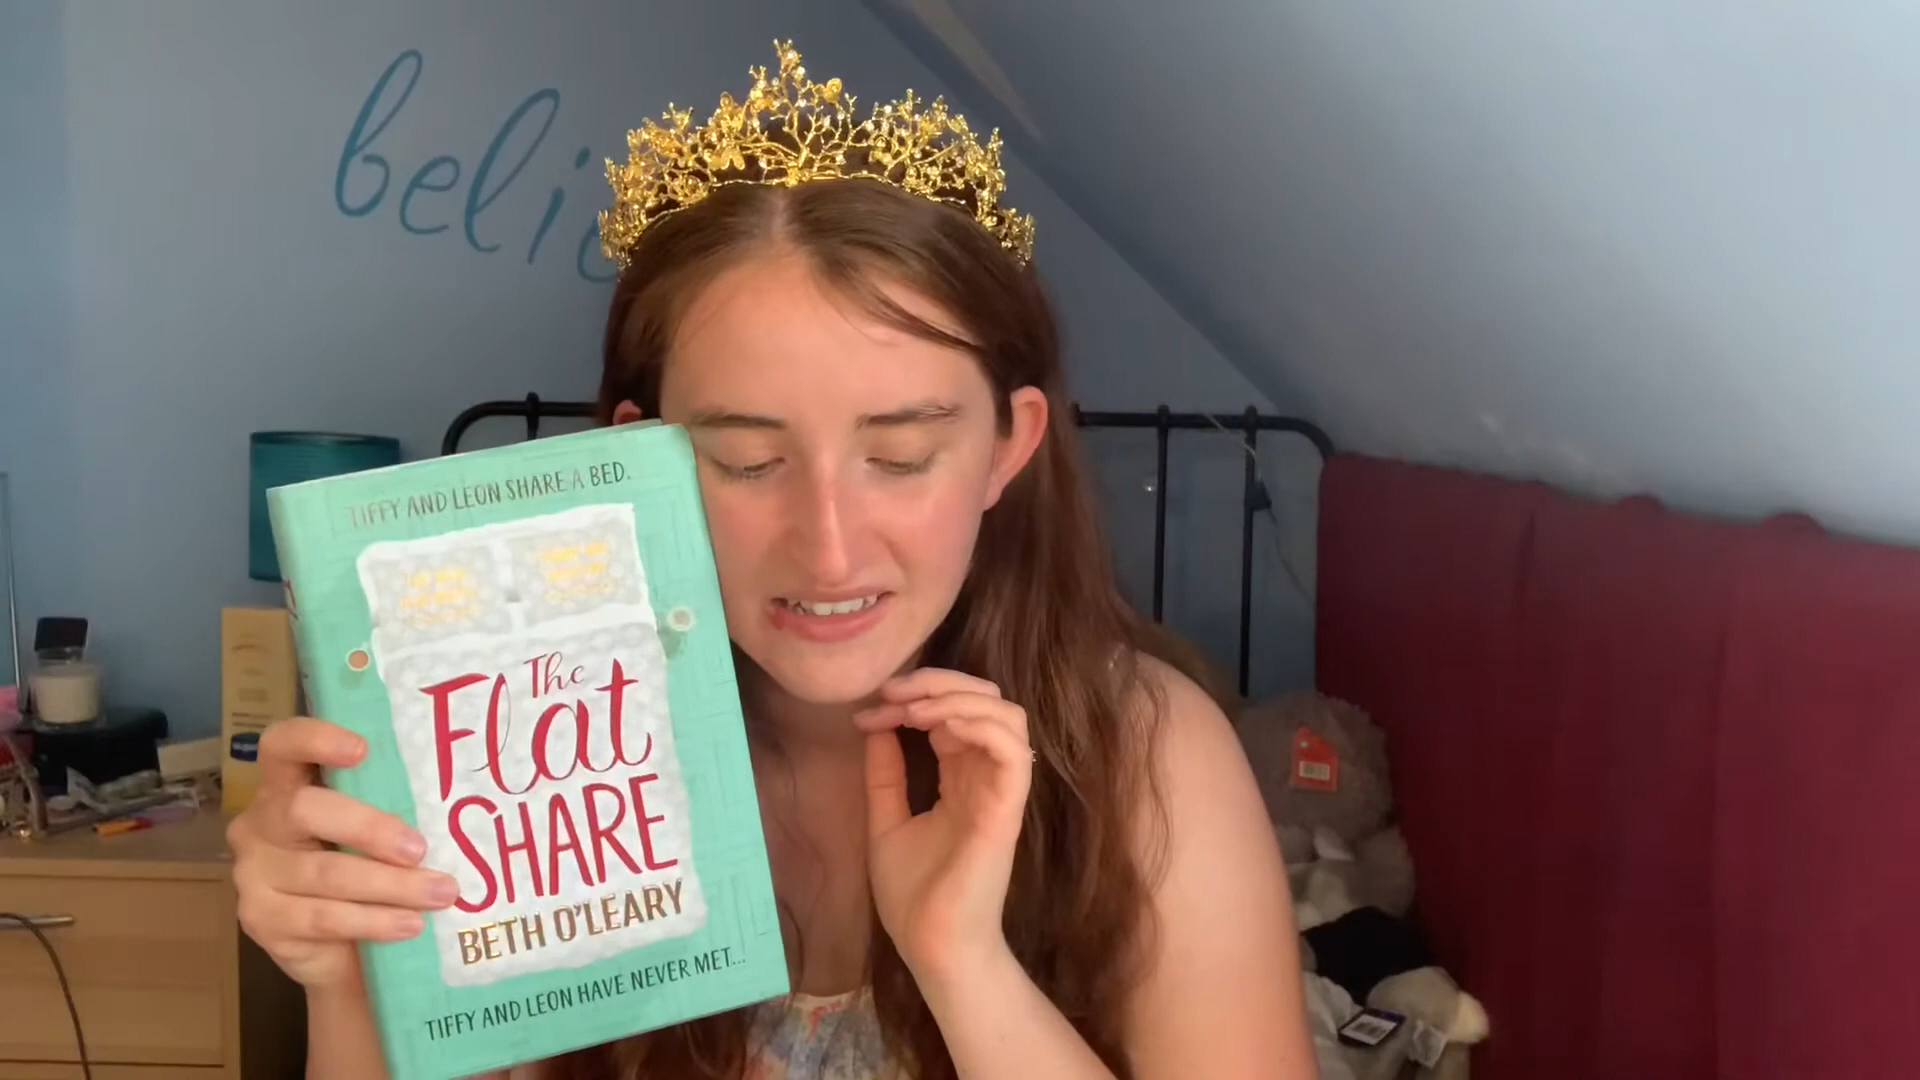 beli
TIFFY AND LEON SHARE A BED.
The
Flat
SHARE
BETH O'LEARY
TIFFY AND LEON HAVE NEVER MET...